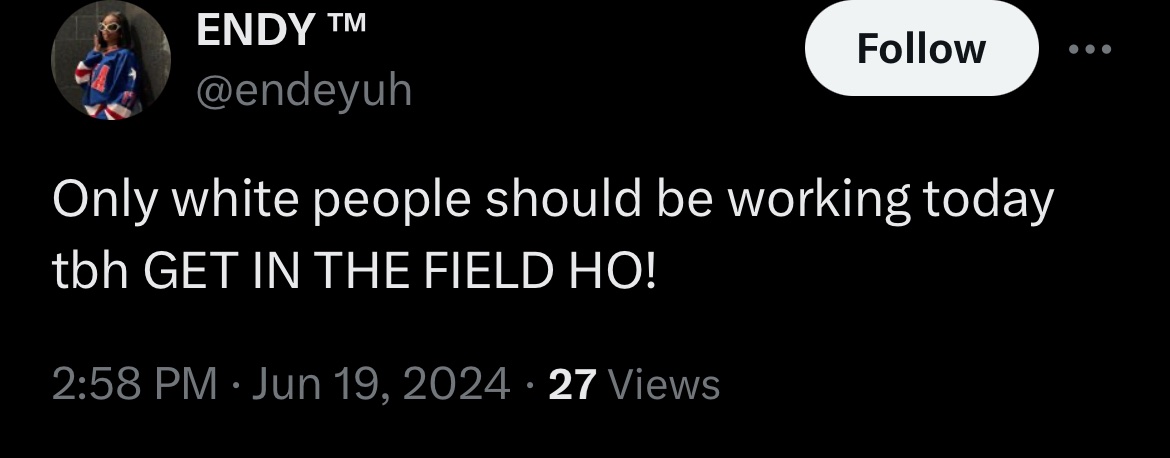 ENDY ™
@endeyuh
Follow
Only white people should be working today
tbh GET IN THE FIELD HO!
2:58 PM · Jun 19, 2024 · 27 Views